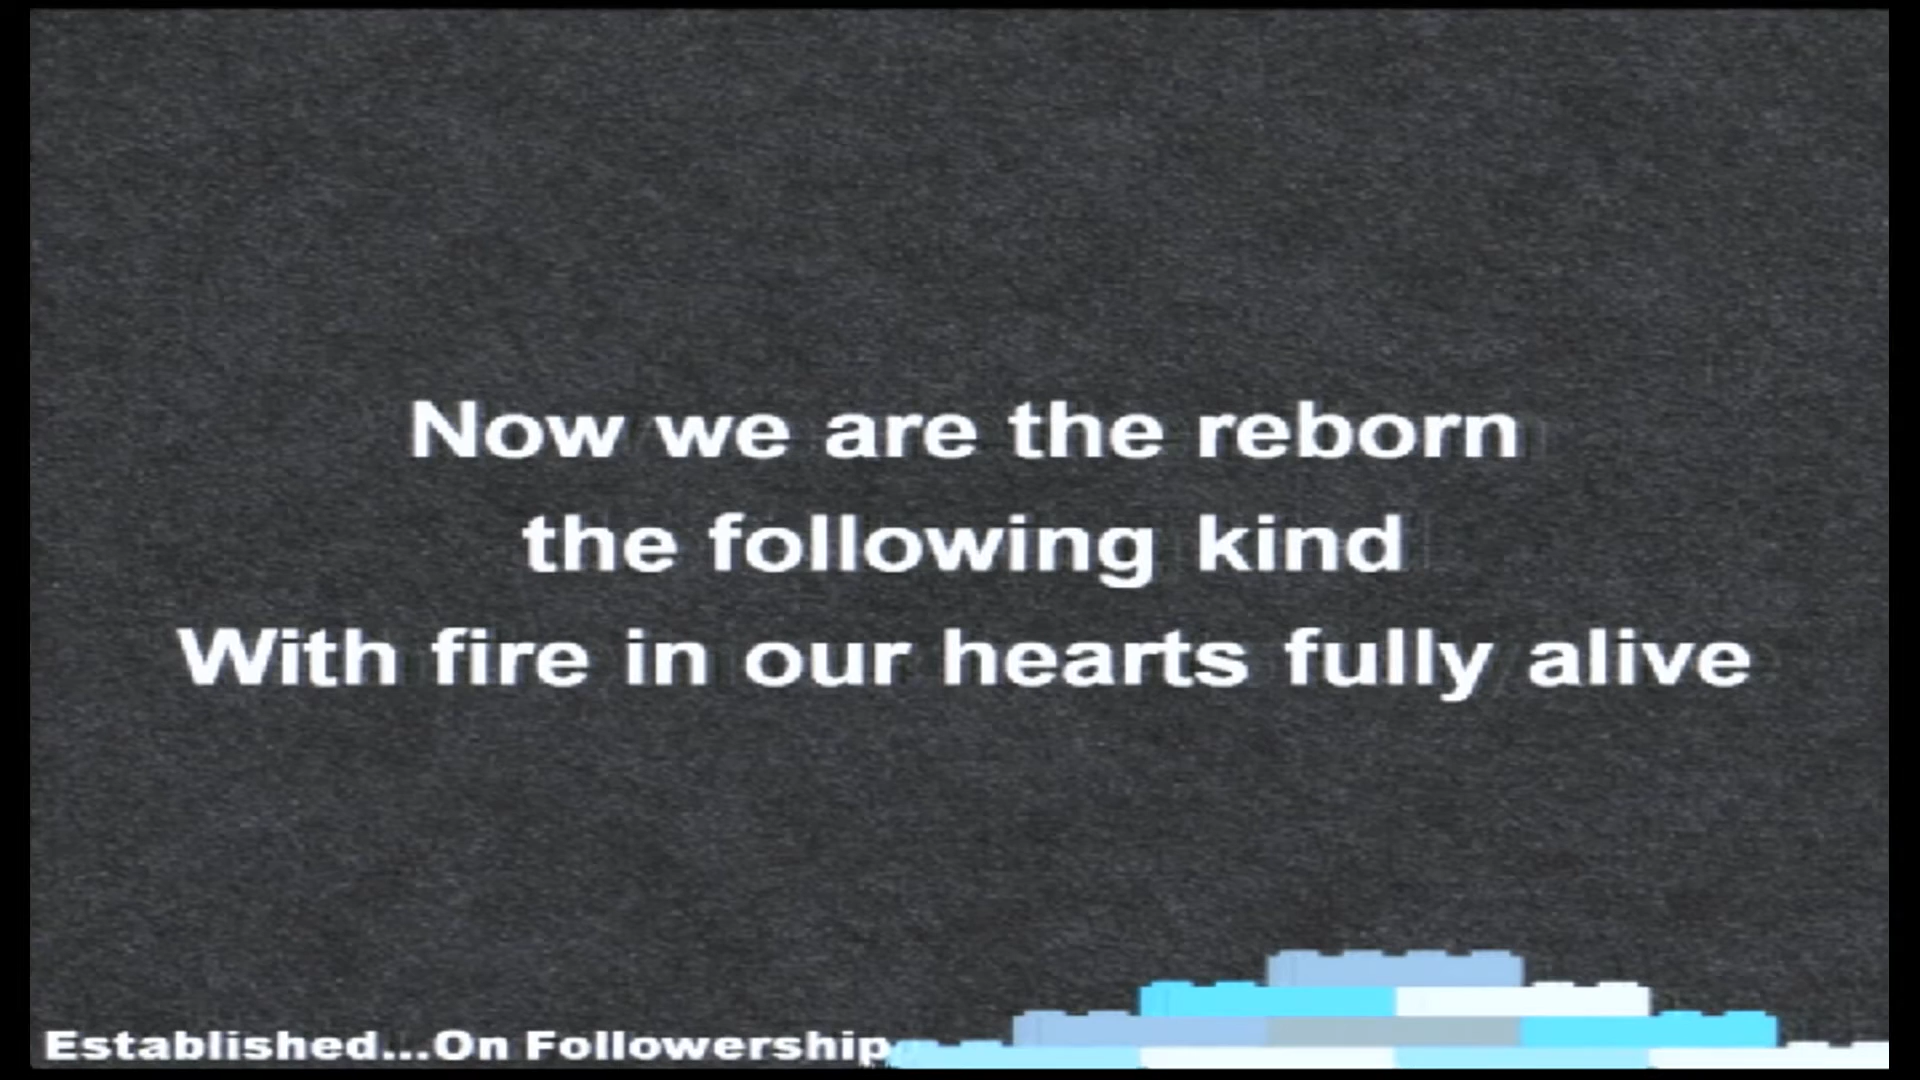 Now we are the reborn
the following kind
With fire in our hearts fully alive
Established...On Followership